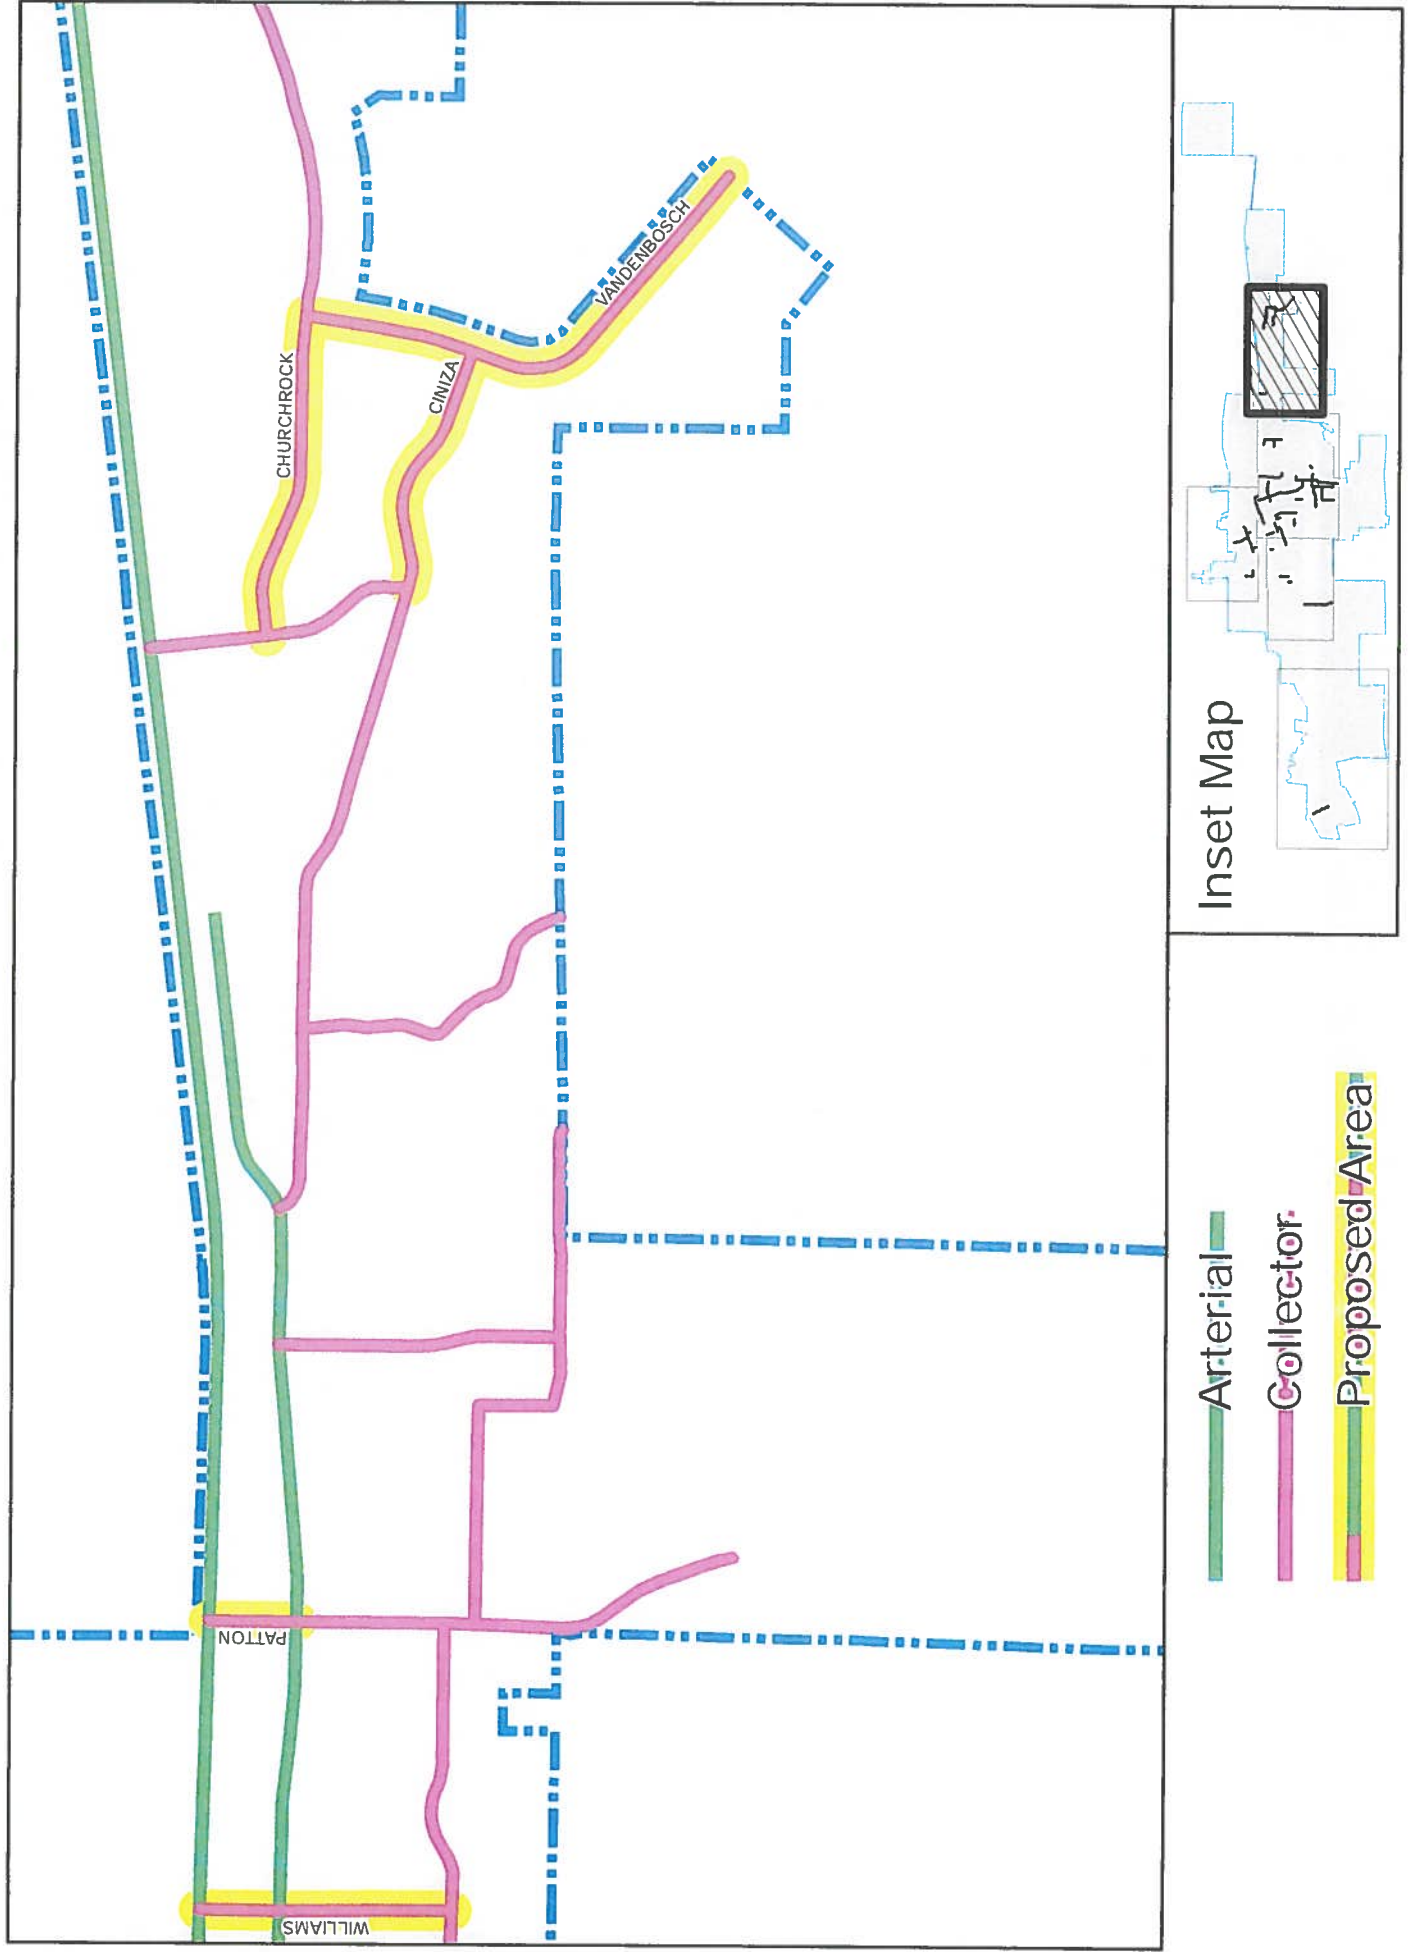 CHURCHROCK
VANDENBOSCH
CINIZA
PATTON
WILLIAMS
Arterial
Collector
Proposed Area
Inset Map